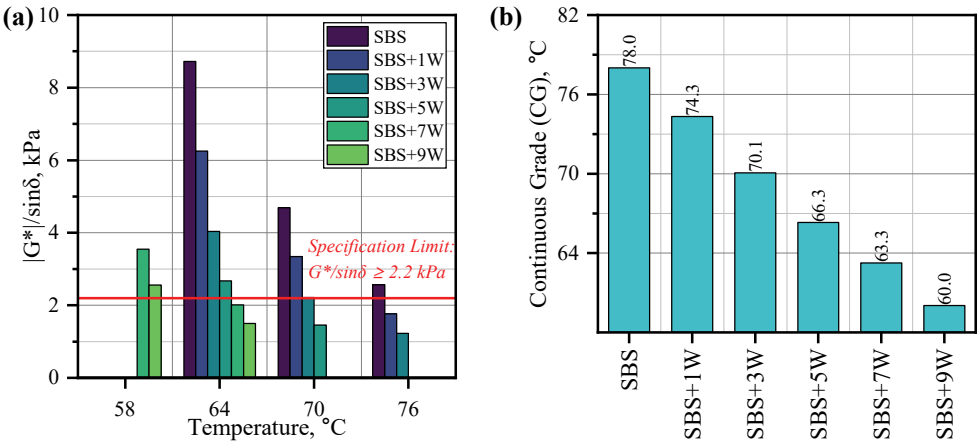 (a)
10
8
6
4
2
0
|G*|/sinδ, kPa
SBS
SBS+1W
SBS+3W
SBS+5W
SBS+7W
SBS+9W
Specification Limit:
G*/sinδ ≥ 2.2 kPa
58
64
70
76
Temperature, °C
(b)
82
76
70
64
Continuous Grade (CG), °C
78.0
74.3
70.1
66.3
63.3
60.0
SBS
SBS+1W
SBS+3W
SBS+5W
SBS+7W
SBS+9W